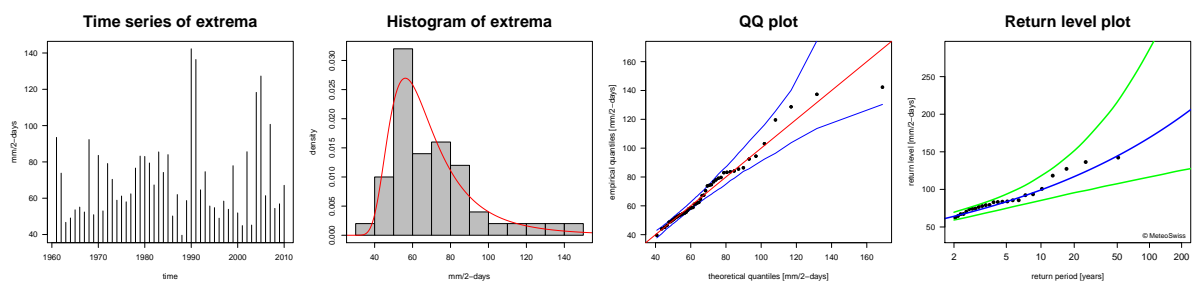 Time series of extrema
mm/2−days
140
120
100
80
60
40
1960 1970 1980 1990 2000 2010
time
Histogram of extrema
density
0.030
0.025
0.020
0.015
0.010
0.005
0.000
40 60 80 100 120 140
mm/2−days
QQ plot
empirical quantiles [mm/2−days]
160
140
120
100
80
60
40
40 60 80 100 120 140 160
theoretical quantiles [mm/2−days]
Return level plot
return level [mm/2−days]
250
200
150
100
50
2 5 10 20 50 100 200
return period [years]
© MeteoSwiss